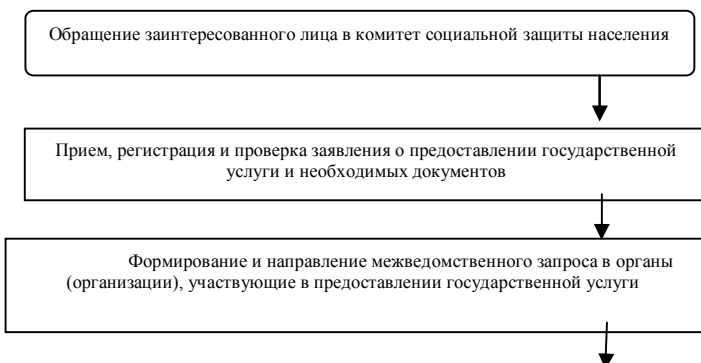 Обращение заинтересованного лица в комитет социальной защиты населения
Прием, регистрация и проверка заявления о предоставлении государственной
услуги и необходимых документов
Формирование и направление межведомственного запроса в органы
(организации), участвующие в предоставлении государственной услуги